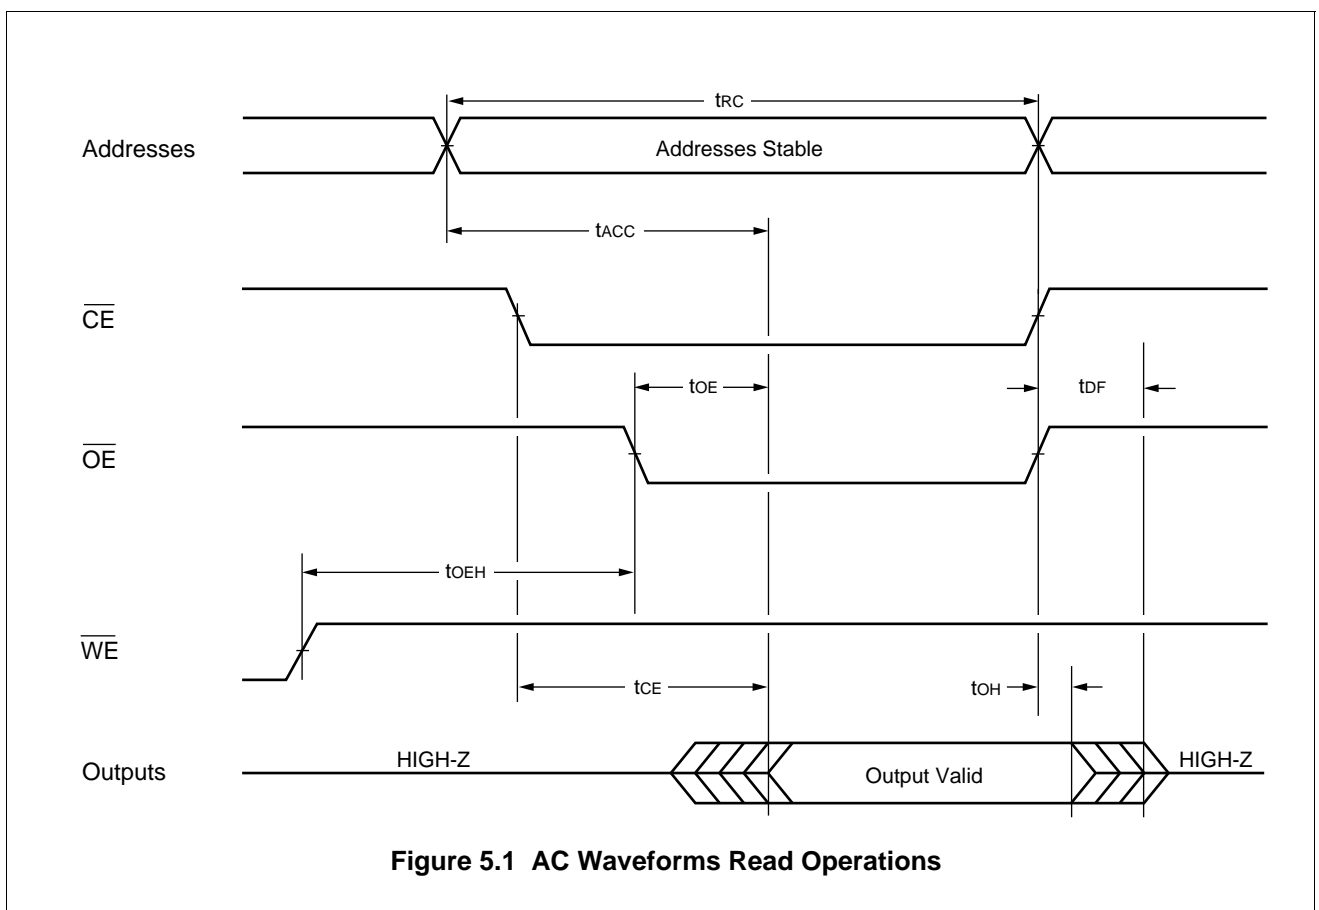 tRC
Addresses
Addresses Stable
tACC
CE
tOE
tDF
OE
tOEH
WE
tCE
tOH
Outputs
HIGH-Z
Output Valid
HIGH-Z
Figure 5.1 AC Waveforms Read Operations